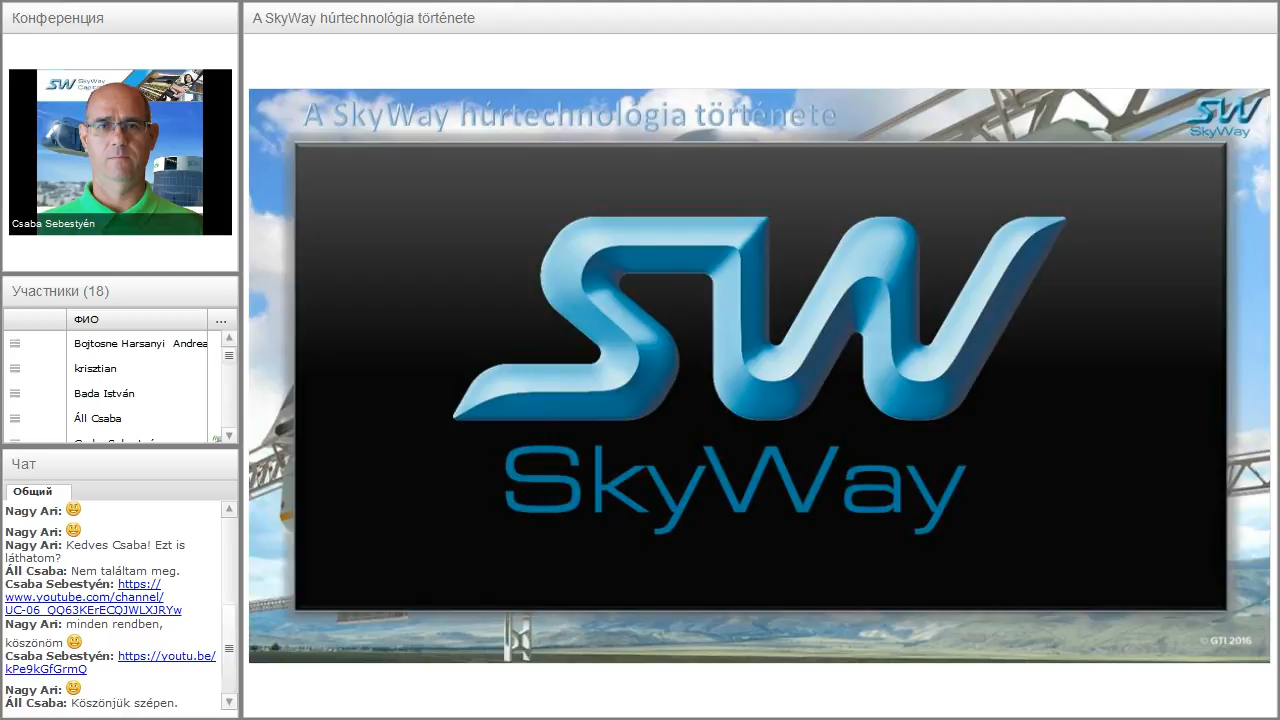 Конференция
SW SkyWay
Csaba Sebestyén
Участники (18)
ФИО
...
Bojtosne Harsanyi Andrea
krisztian
Bada István
Áll Csaba
Чат
Общий
Nagy Ari:
Nagy Ari:
Nagy Ari: Kedves Csaba! Ezt is
láthatom?
Áll Csaba: Nem találtam meg.
Csaba Sebestyén: https://
www.youtube.com/channel/
UC-06_QQ63KErECQJWLXJRYw
Nagy Ari: minden rendben,
köszönöm
Csaba Sebestyén: https://youtu.be/
kPe9kGfGrmQ
Nagy Ari:
Áll Csaba: Köszönjük szépen.
A SkyWay húrtechnológia története
A SkyWay húrtechnológia története
SW
SkyWay
SW
SkyWay
© GTI 2016